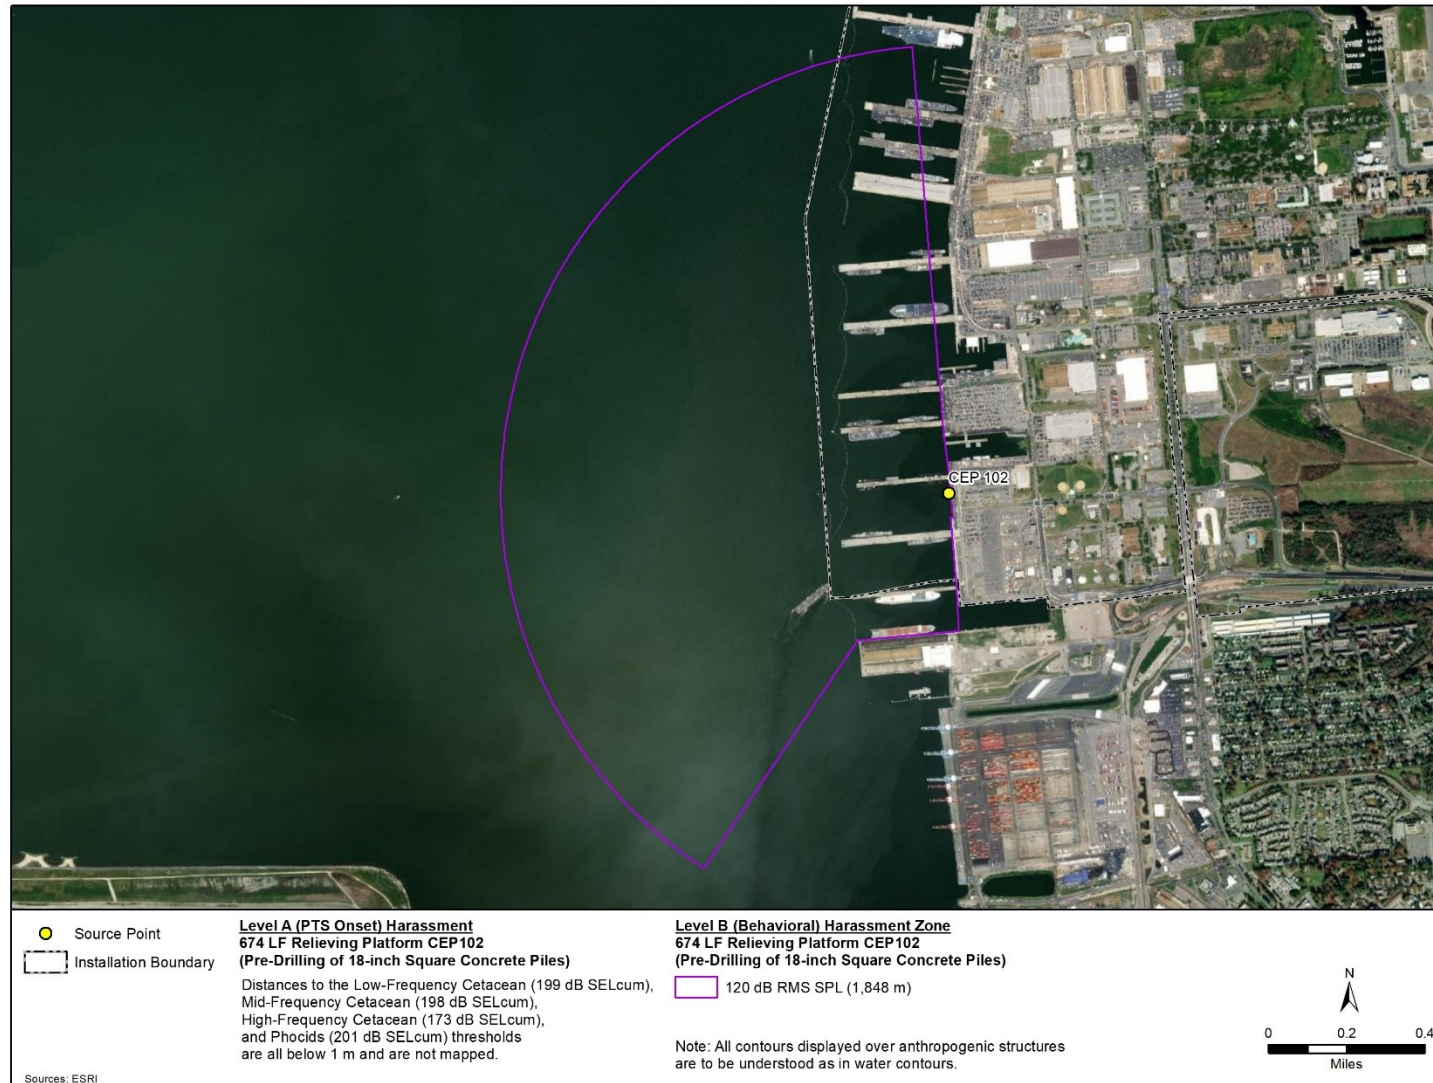 CEP 102
Source Point
Installation Boundary
Level A (PTS Onset) Harassment
674 LF Relieving Platform CEP102
(Pre-Drilling of 18-inch Square Concrete Piles)
Distances to the Low-Frequency Cetacean (199 dB SELcum),
Mid-Frequency Cetacean (198 dB SELcum),
High-Frequency Cetacean (173 dB SELcum),
and Phocids (201 dB SELcum) thresholds
are all below 1 m and are not mapped.
Level B (Behavioral) Harassment Zone
674 LF Relieving Platform CEP102
(Pre-Drilling of 18-inch Square Concrete Piles)
120 dB RMS SPL (1,848 m)
Note: All contours displayed over anthropogenic structures
are to be understood as in water contours.
N
0 0.2 0.4
Miles
Sources: ESRI